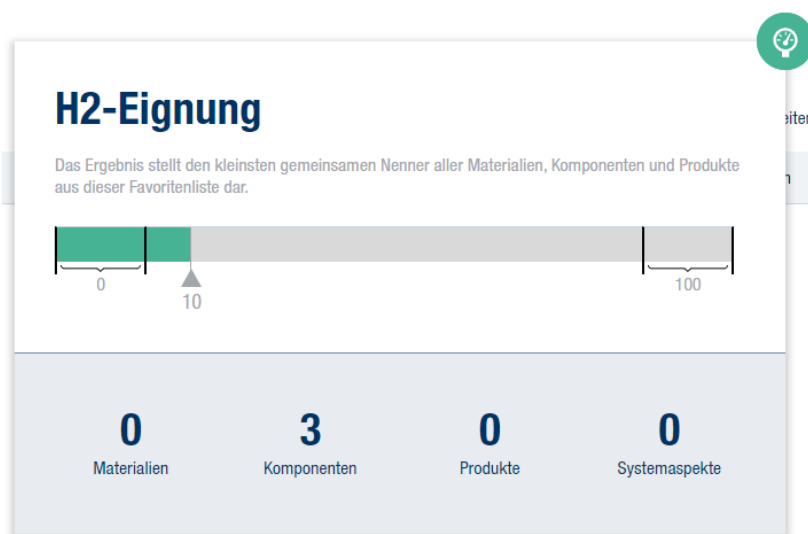 H2-Eignung
Das Ergebnis stellt den kleinsten gemeinsamen Nenner aller Materialien, Komponenten und Produkte
aus dieser Favoritenliste dar.
0
10
100
0
Materialien
3
Komponenten
0
Produkte
0
Systemaspekte